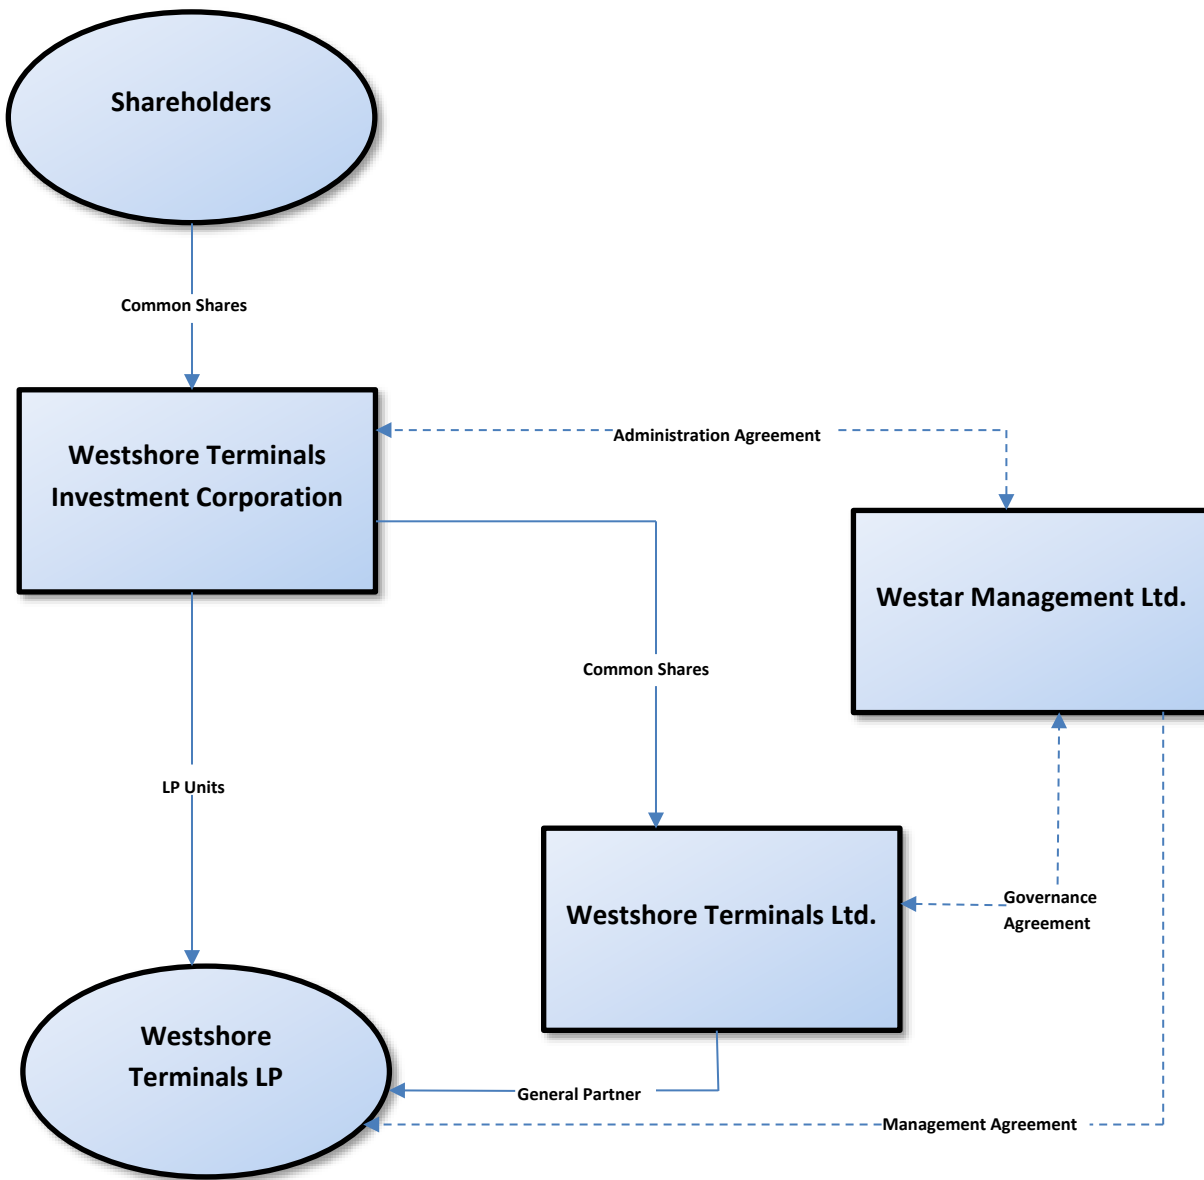 Shareholders
Common Shares
Westshore Terminals
Investment Corporation
Administration Agreement
Westar Management Ltd.
Common Shares
LP Units
Westshore Terminals Ltd.
Governance
Agreement
Westshore
Terminals LP
General Partner
Management Agreement